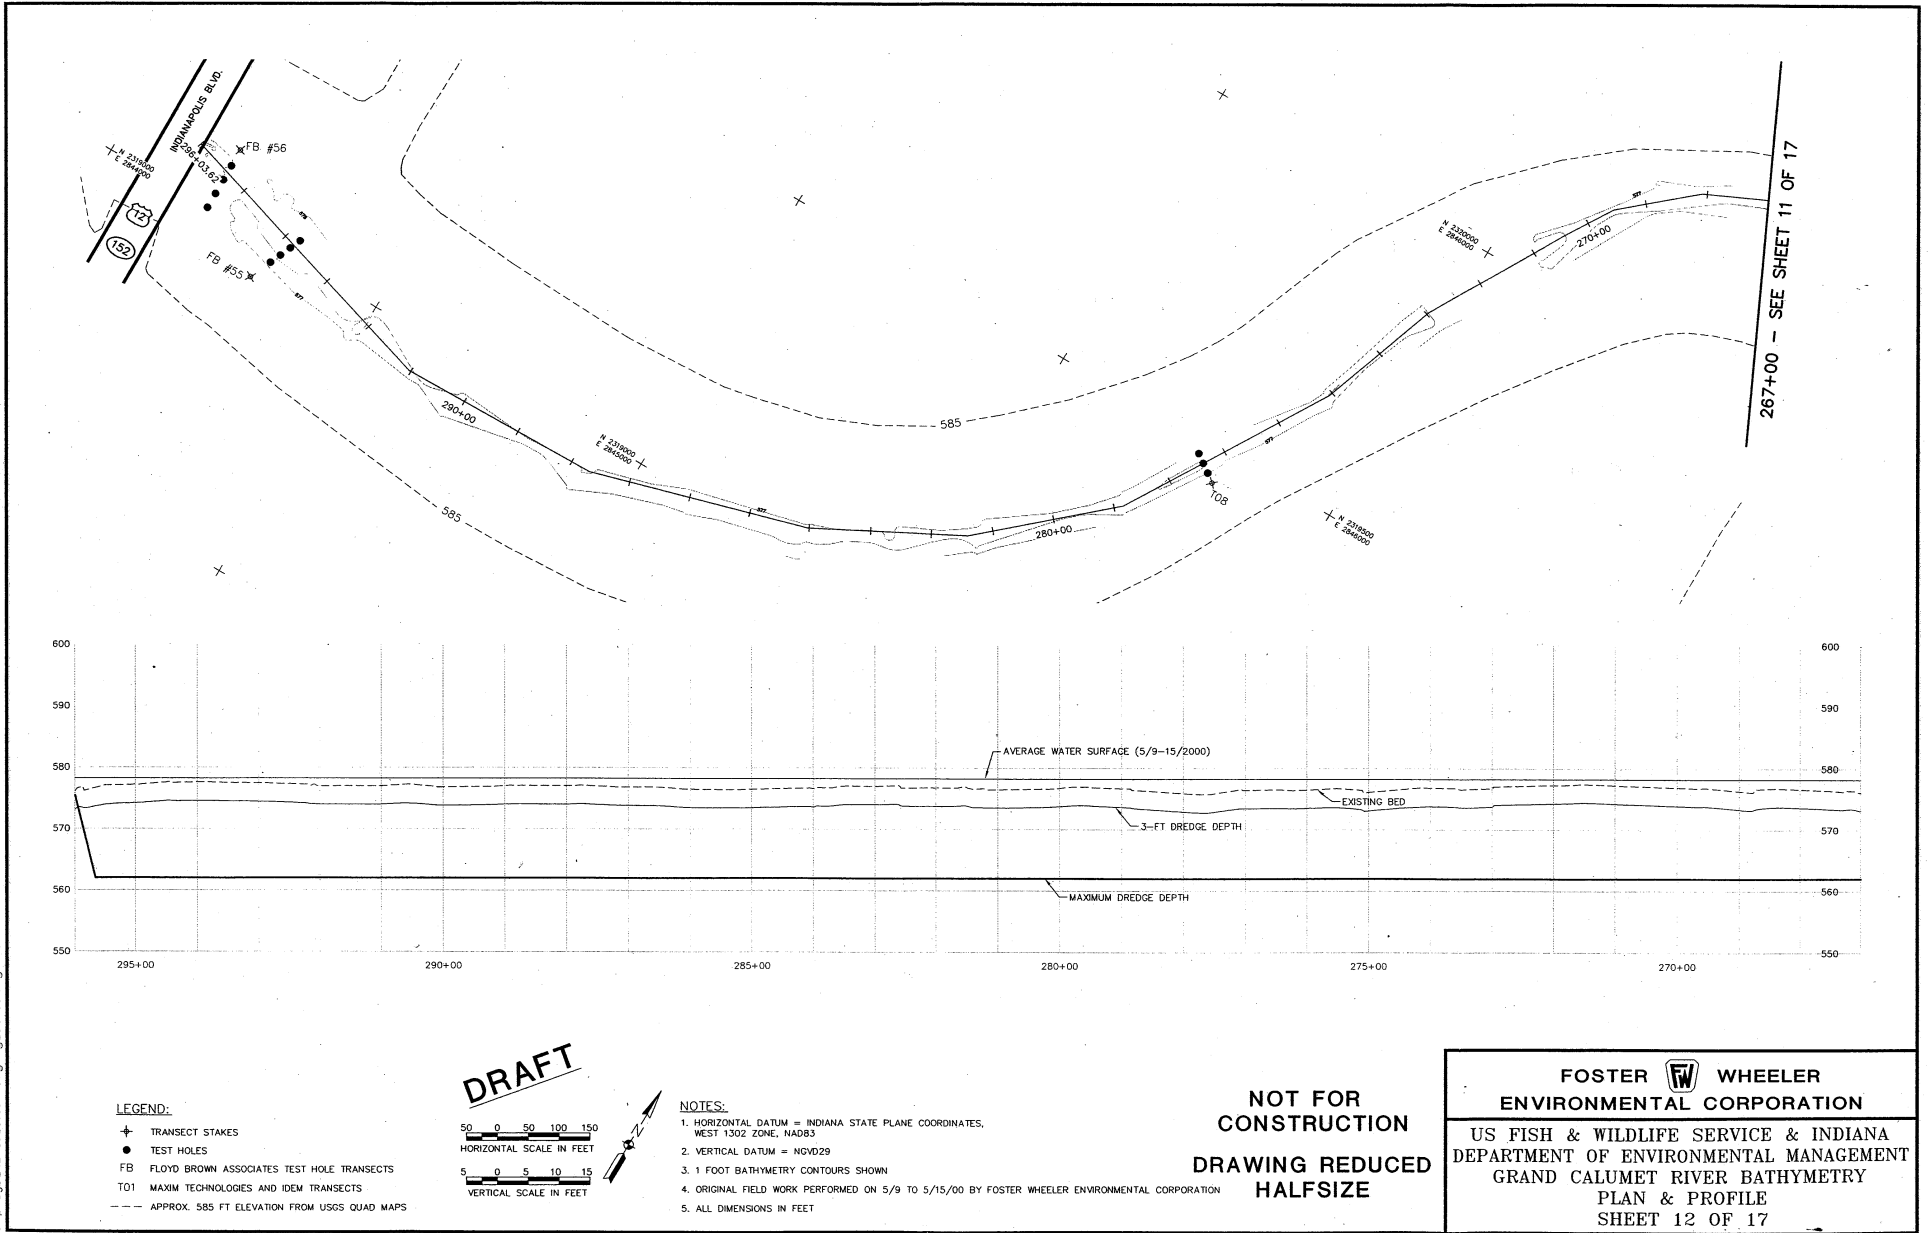 INDIANAPOLIS BLVD.
296+03.62
FB #56
N 2319000
E 2844000
12
152
578
FB #55
577
290+00
N 2319000
E 2845000
585
585
577
280+00
T08
577
N 2319500
E 2846000
N 2320000
E 2846000
270+00
577
267+00 - SEE SHEET 11 OF 17
600
590
580
570
560
550
600
590
580
570
560
550
AVERAGE WATER SURFACE (5/9-15/2000)
EXISTING BED
3-FT DREDGE DEPTH
MAXIMUM DREDGE DEPTH
295+00
290+00
285+00
280+00
275+00
270+00
LEGEND:
TRANSECT STAKES
TEST HOLES
FB FLOYD BROWN ASSOCIATES TEST HOLE TRANSECTS
T01 MAXIM TECHNOLOGIES AND IDEM TRANSECTS
APPROX. 585 FT ELEVATION FROM USGS QUAD MAPS
DRAFT
50 0 50 100 150
HORIZONTAL SCALE IN FEET
5 0 5 10 15
VERTICAL SCALE IN FEET
N
NOTES:
1. HORIZONTAL DATUM = INDIANA STATE PLANE COORDINATES,
WEST 1302 ZONE, NAD83
2. VERTICAL DATUM = NGVD29
3. 1 FOOT BATHYMETRY CONTOURS SHOWN
4. ORIGINAL FIELD WORK PERFORMED ON 5/9 TO 5/15/00 BY FOSTER WHEELER ENVIRONMENTAL CORPORATION
5. ALL DIMENSIONS IN FEET
NOT FOR
CONSTRUCTION
DRAWING REDUCED
HALFSIZE
FOSTER FW WHEELER
ENVIRONMENTAL CORPORATION
US FISH & WILDLIFE SERVICE & INDIANA
DEPARTMENT OF ENVIRONMENTAL MANAGEMENT
GRAND CALUMET RIVER BATHYMETRY
PLAN & PROFILE
SHEET 12 OF 17